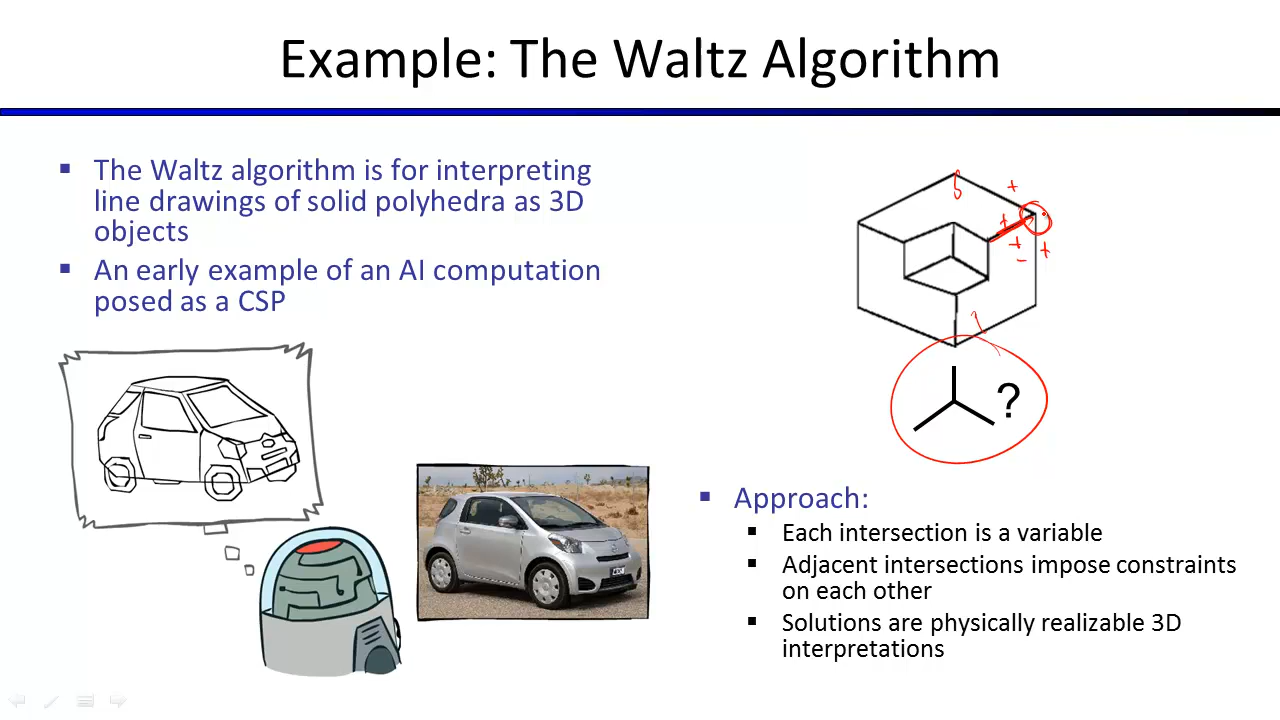 Example: The Waltz Algorithm
The Waltz algorithm is for interpreting
line drawings of solid polyhedra as 3D
objects
An early example of an AI computation
posed as a CSP
+
+
+
-
+
?
Approach:
Each intersection is a variable
Adjacent intersections impose constraints
on each other
Solutions are physically realizable 3D
interpretations